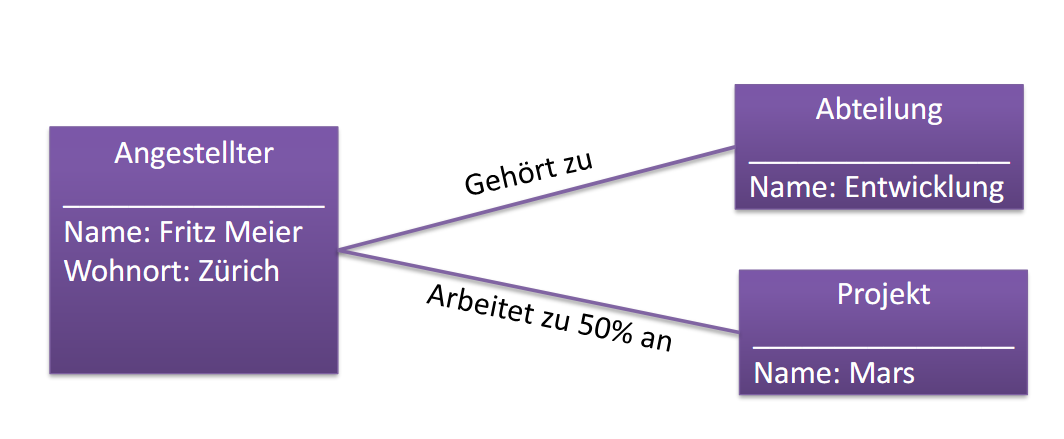 Angestellter
Name: Fritz Meier
Wohnort: Zürich
Gehört zu
Arbeitet zu 50% an
Abteilung
Name: Entwicklung
Projekt
Name: Mars